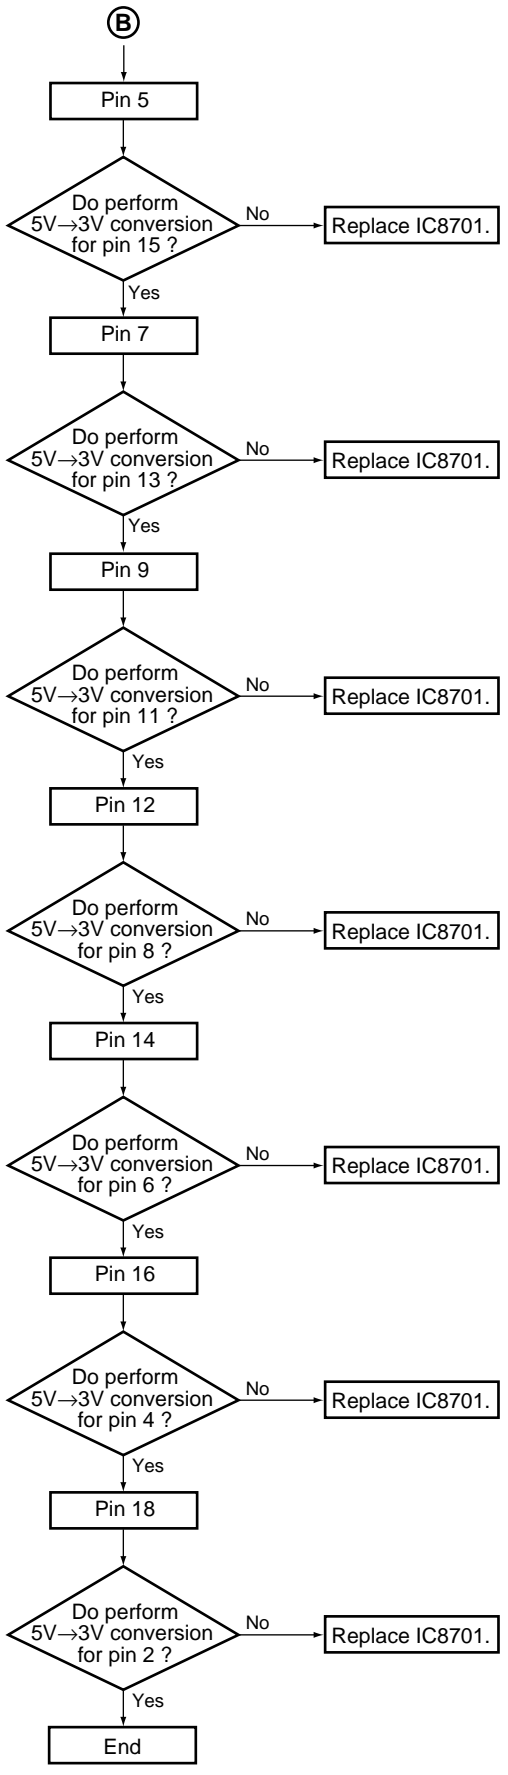 B
Pin 5
Do perform
5V→3V conversion
for pin 15 ?
No
Replace IC8701.
Yes
Pin 7
Do perform
5V→3V conversion
for pin 13 ?
No
Replace IC8701.
Yes
Pin 9
Do perform
5V→3V conversion
for pin 11 ?
No
Replace IC8701.
Yes
Pin 12
Do perform
5V→3V conversion
for pin 8 ?
No
Replace IC8701.
Yes
Pin 14
Do perform
5V→3V conversion
for pin 6 ?
No
Replace IC8701.
Yes
Pin 16
Do perform
5V→3V conversion
for pin 4 ?
No
Replace IC8701.
Yes
Pin 18
Do perform
5V→3V conversion
for pin 2 ?
No
Replace IC8701.
Yes
End